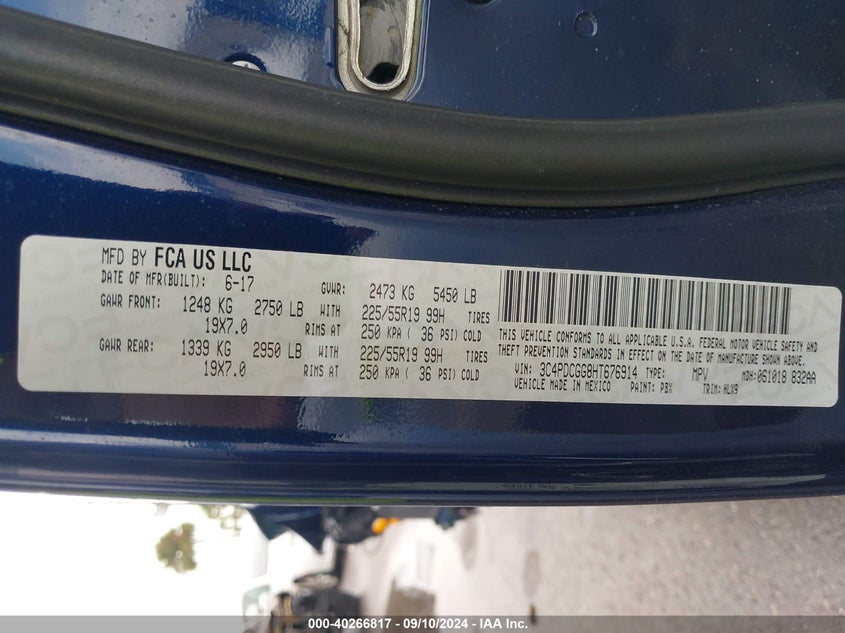 MFD BY FCA US LLC
DATE OF MFR(BUILT): 6-17 GVWR: 2473 KG 5450 LB
GAWR FRONT: 1248 KG 2750 LB WITH 225/55R19 99H TIRES
19X7.0 RIMS AT 250 KPA ( 36 PSI) COLD
GAWR REAR: 1339 KG 2950 LB WITH 225/55R19 99H TIRES
19X7.0 RIMS AT 250 KPA ( 36 PSI) COLD
THIS VEHICLE CONFORMS TO ALL APPLICABLE U.S.A. FEDERAL MOTOR VEHICLE SAFETY AND
THEFT PREVENTION STANDARDS IN EFFECT ON THE DATE OF MANUFACTURE SHOWN ABOVE.
VIN: 3C4PDCGG8HT676914 TYPE: MPV MDH:061018 832AA
VEHICLE MADE IN MEXICO PAINT: PBX TRIM: HLX9
000-40266817 - 09/10/2024 - IAA Inc.